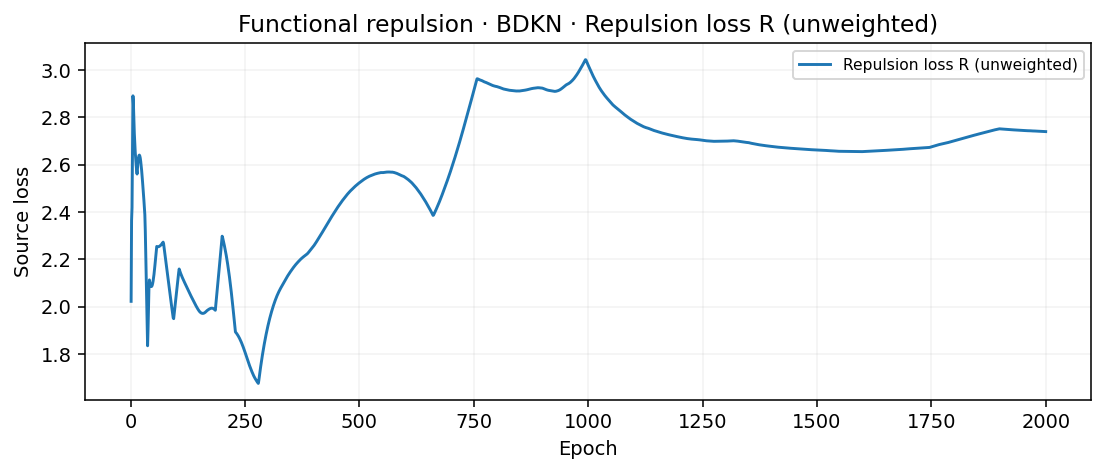 Functional repulsion · BDKN · Repulsion loss R (unweighted)
Repulsion loss R (unweighted)
Source loss
3.0
2.8
2.6
2.4
2.2
2.0
1.8
0 250 500 750 1000 1250 1500 1750 2000
Epoch